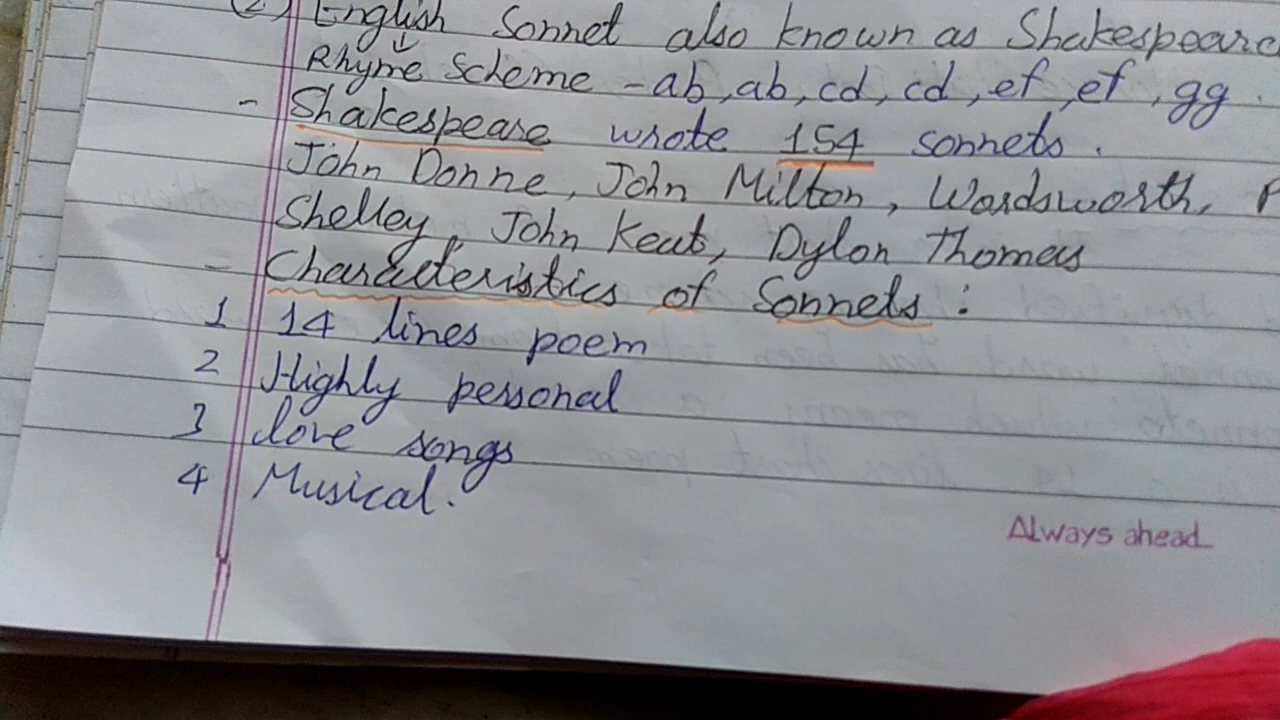 (2) English Sonnet also known as Shakespeare
Rhyme Scheme - ab, ab, cd, cd, ef, ef, gg.
- Shakespeare wrote 154 sonnets.
John Donne, John Milton, Wordsworth, P
Shelley, John Keat, Dylon Thomas
- Characteristics of Sonnets :
1 14 lines poem
2 Highly personal
3 love songs
4 Musical.
Always ahead